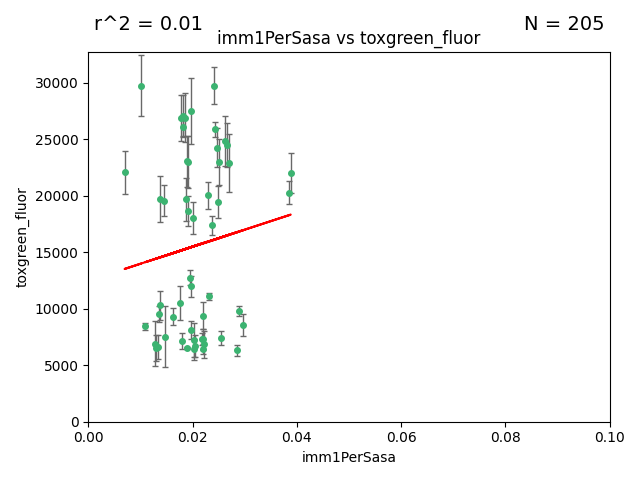 r^2 = 0.01
N = 205
imm1PerSasa vs toxgreen_fluor
30000
25000
20000
15000
10000
5000
0
toxgreen_fluor
0.00
0.02
0.04
0.06
0.08
0.10
imm1PerSasa